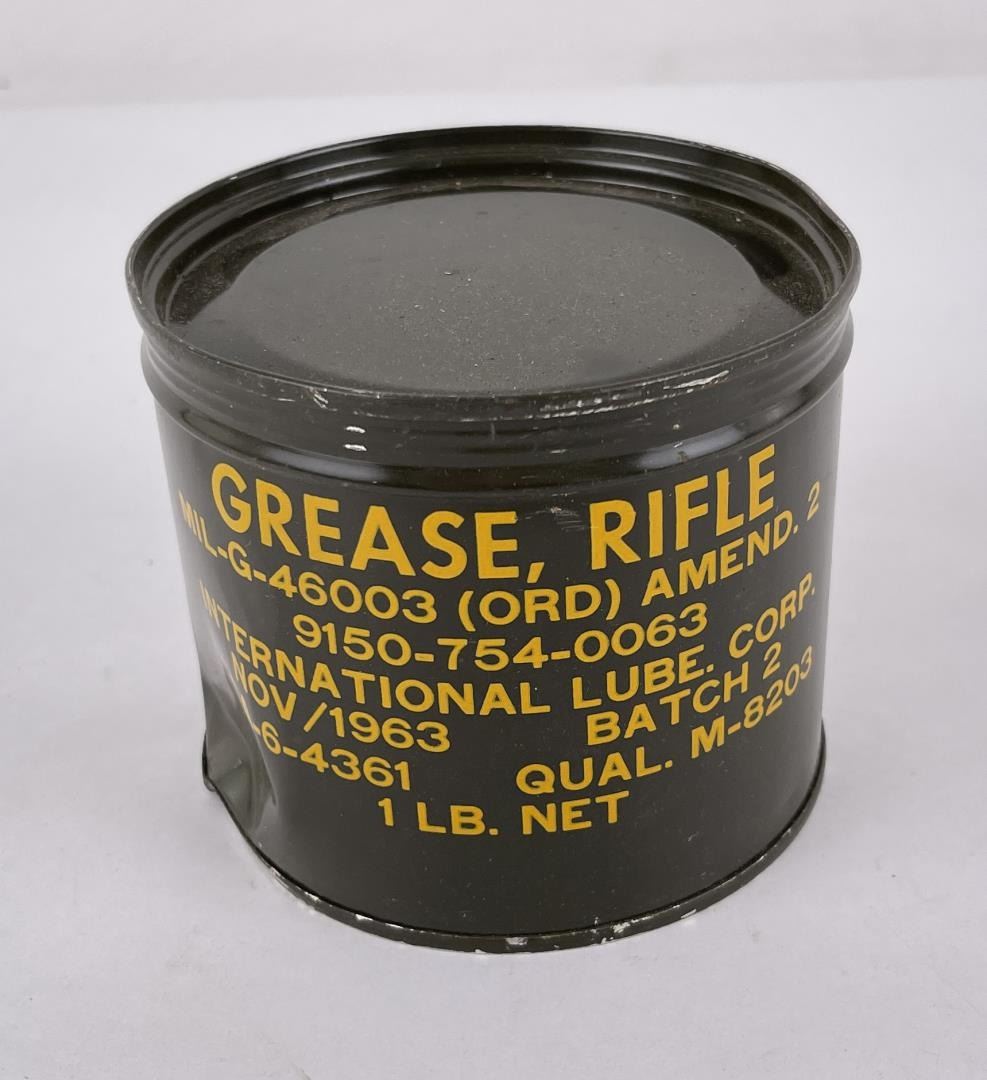 GREASE, RIFLE
MIL-G-46003 (ORD) AMEND. 2
9150-754-0063
INTERNATIONAL LUBE. CORP.
NOV/1963 BATCH 2
-6-4361 QUAL. M-8203
1 LB. NET